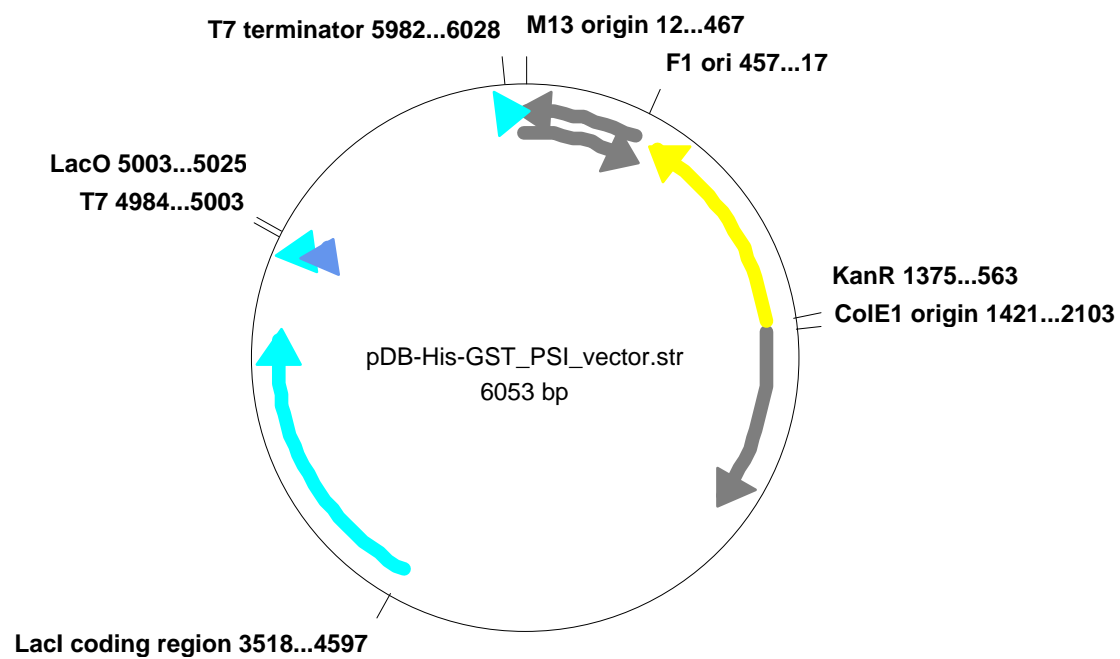 T7 terminator 5982...6028
M13 origin 12...467
F1 ori 457...17
LacO 5003...5025
T7 4984...5003
KanR 1375...563
ColE1 origin 1421...2103
pDB-His-GST_PSI_vector.str
6053 bp
LacI coding region 3518...4597